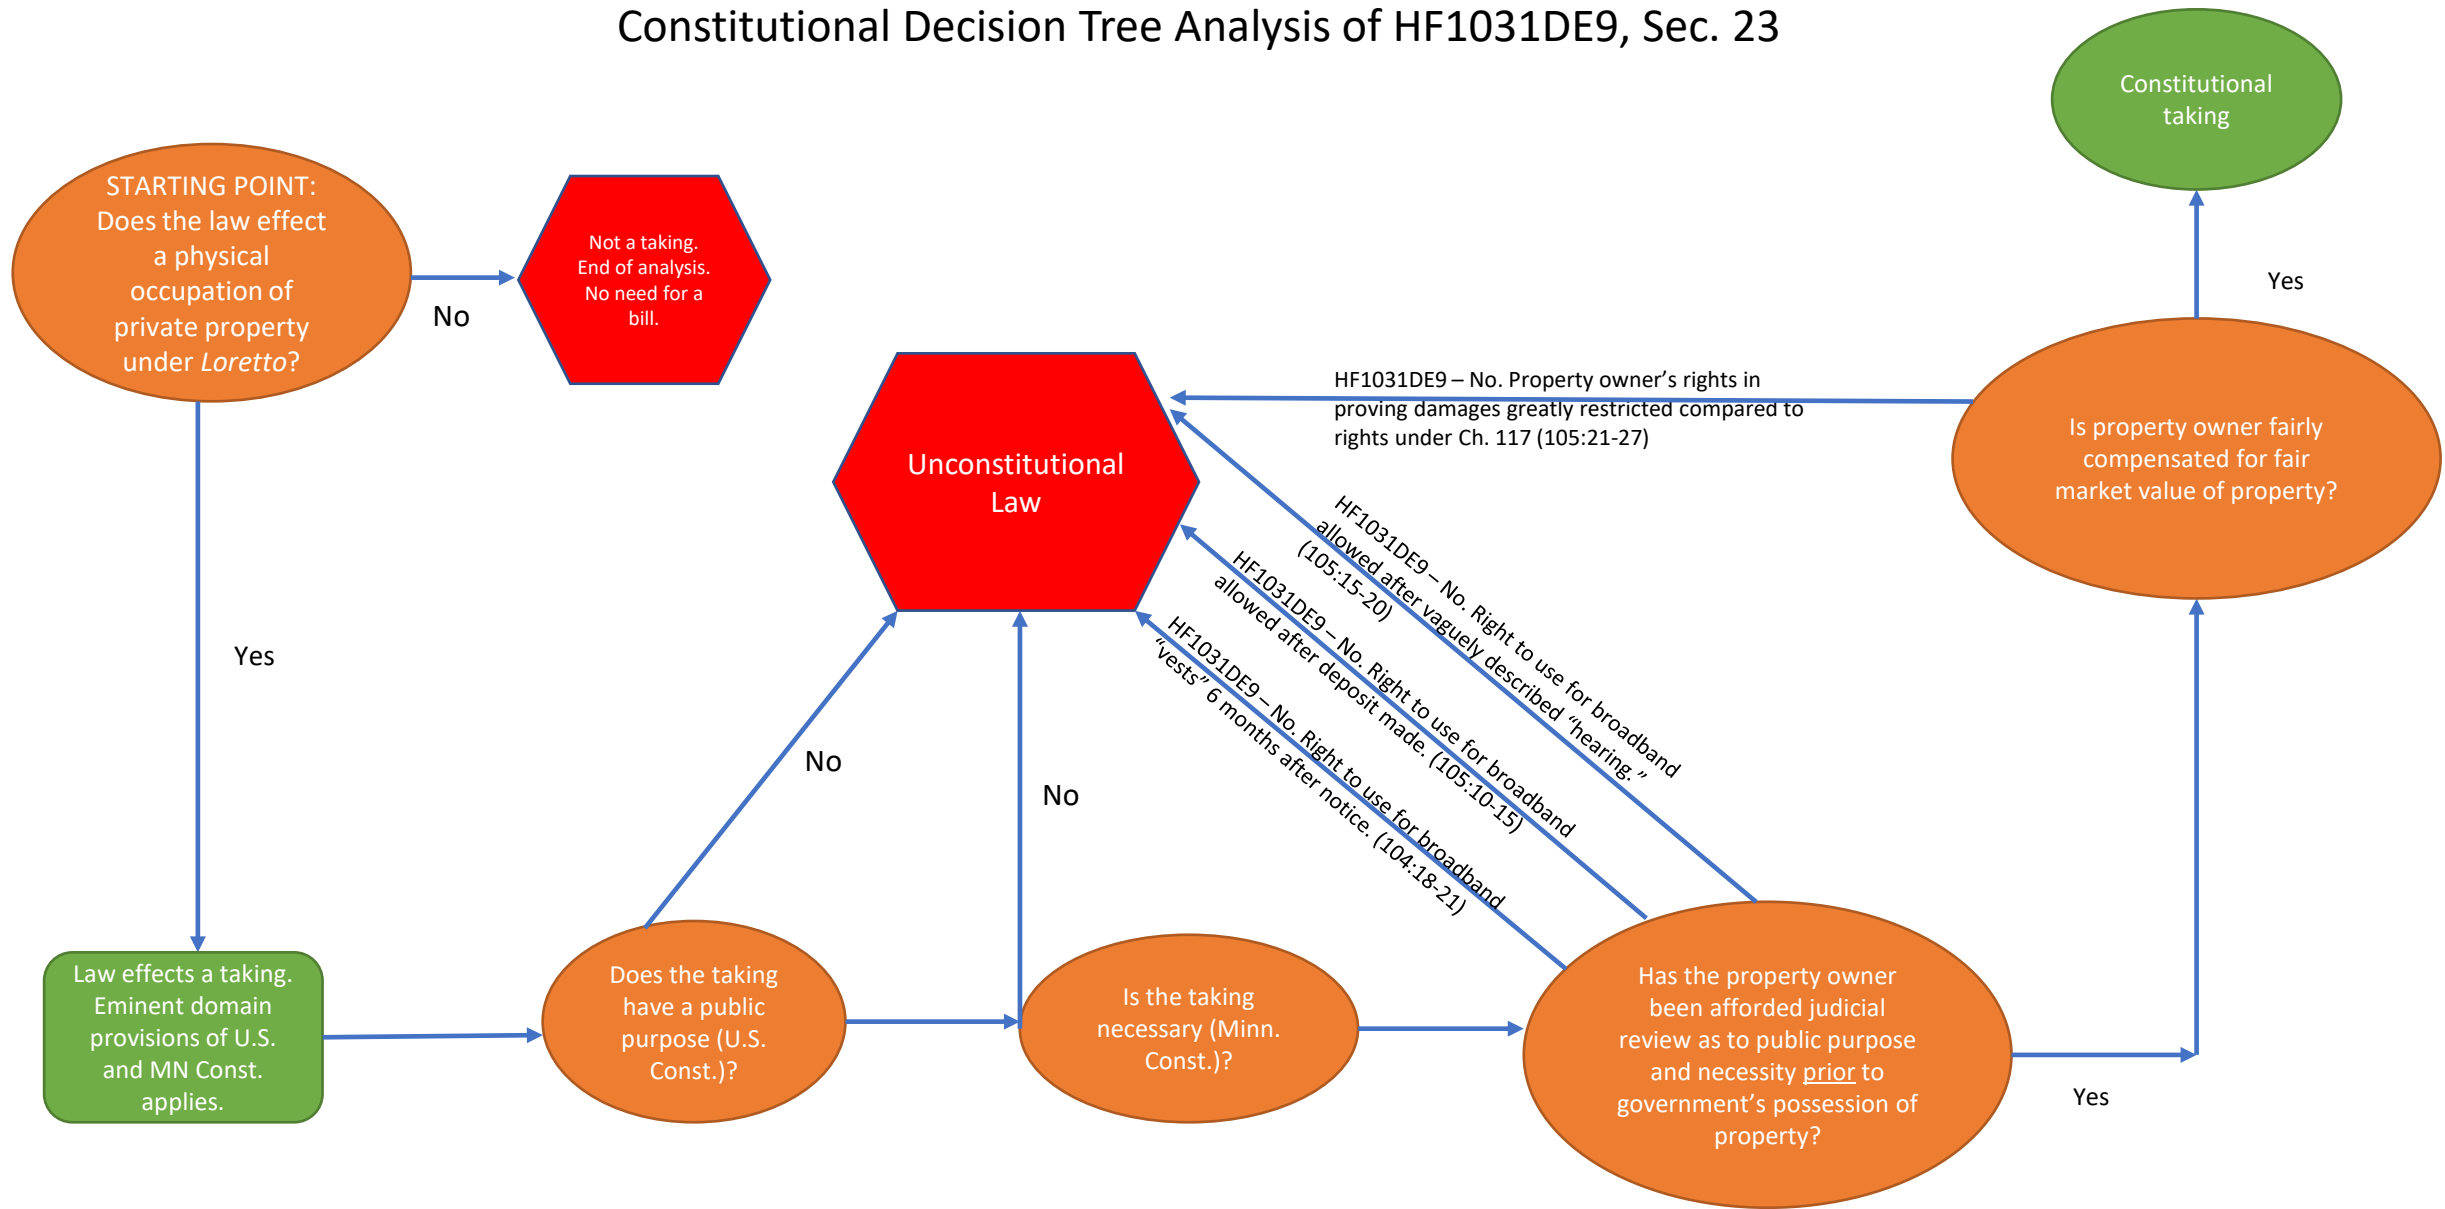 Constitutional Decision Tree Analysis of HF1031DE9, Sec. 23
Constitutional
taking
STARTING POINT:
Does the law effect
a physical
occupation of
private property
under Loretto?
No
Not a taking.
End of analysis.
No need for a
bill.
Yes
HF1031DE9 – No. Property owner’s rights in
proving damages greatly restricted compared to
rights under Ch. 117 (105:21-27)
Is property owner fairly
compensated for fair
market value of property?
Unconstitutional
Law
HF1031DE9 – No. Right to use for broadband
allowed after vaguely described “hearing.”
(105:15-20)
HF1031DE9 – No. Right to use for broadband
allowed after deposit made. (105:10-15)
HF1031DE9 – No. Right to use for broadband
“vests” 6 months after notice. (104:18-21)
Yes
No
No
Law effects a taking.
Eminent domain
provisions of U.S.
and MN Const.
applies.
Does the taking
have a public
purpose (U.S.
Const.)?
Is the taking
necessary (Minn.
Const.)?
Has the property owner
been afforded judicial
review as to public purpose
and necessity prior to
government’s possession of
property?
Yes